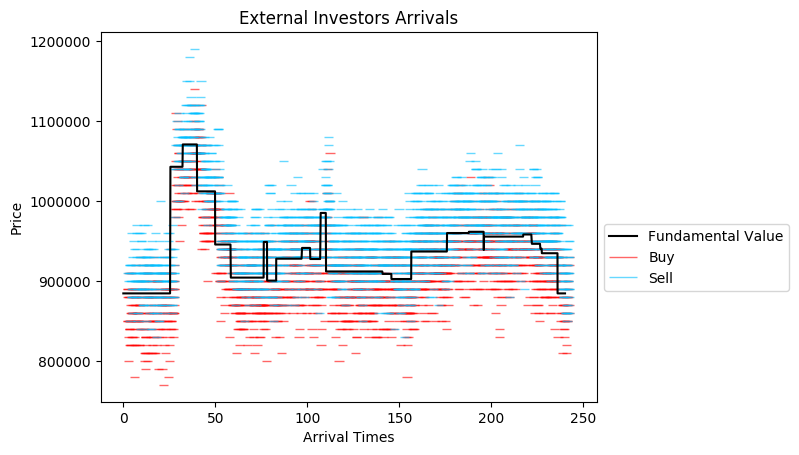 External Investors Arrivals
1200000
1100000
1000000
900000
800000
Price
0
50
100
150
200
250
Arrival Times
Fundamental Value
Buy
Sell